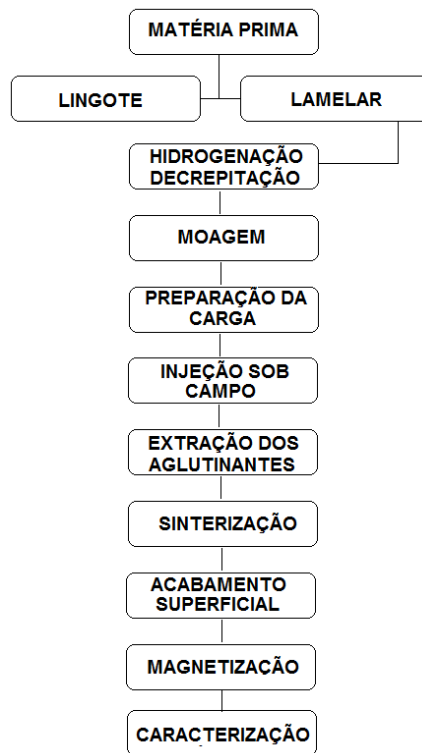 MATÉRIA PRIMA
LINGOTE
LAMELAR
HIDROGENAÇÃO
DECREPITAÇÃO
MOAGEM
PREPARAÇÃO DA
CARGA
INJEÇÃO SOB
CAMPO
EXTRAÇÃO DOS
AGLUTINANTES
SINTERIZAÇÃO
ACABAMENTO
SUPERFICIAL
MAGNETIZAÇÃO
CARACTERIZAÇÃO